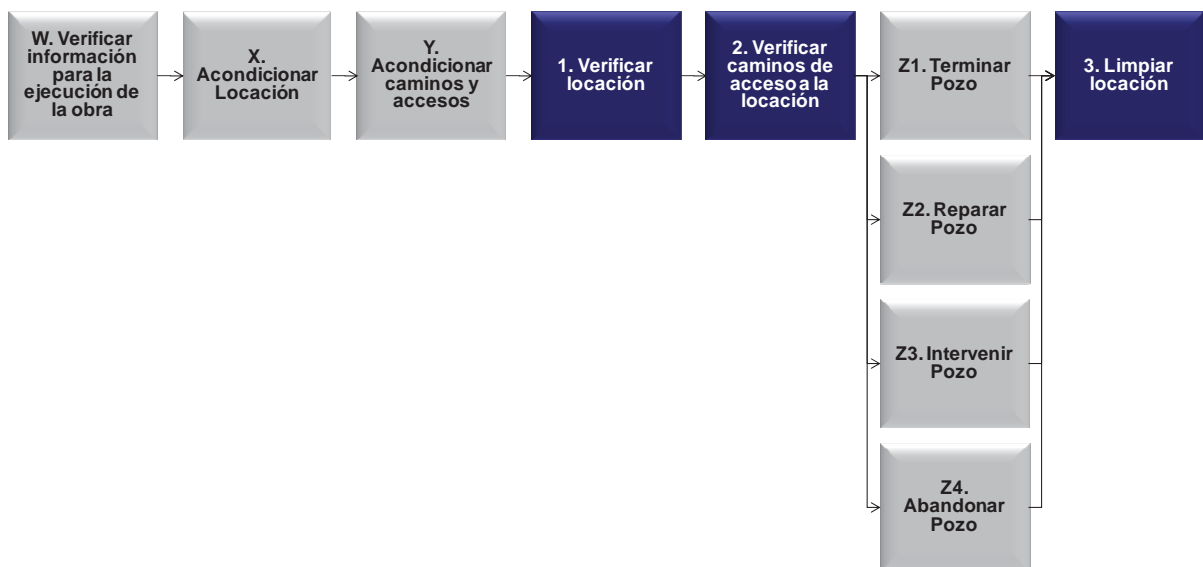 W. Verificar
información
para la
ejecución de
la obra
X.
Acondicionar
Locación
Y.
Acondicionar
caminos y
accesos
1. Verificar
locación
2. Verificar
caminos de
acceso a la
locación
Z1. Terminar
Pozo
3. Limpiar
locación
Z2. Reparar
Pozo
Z3. Intervenir
Pozo
Z4.
Abandonar
Pozo